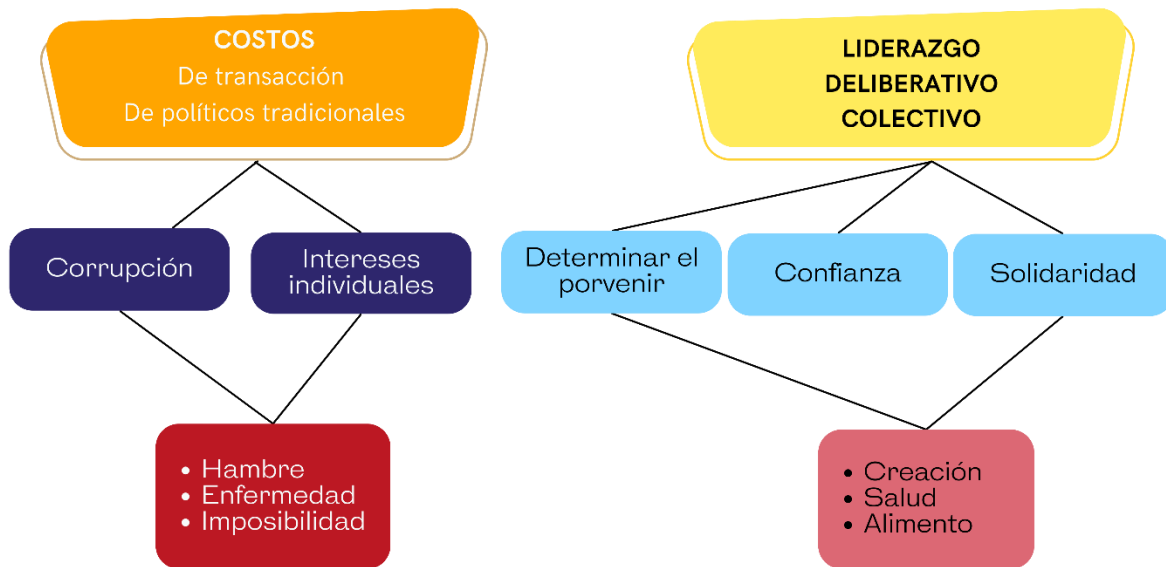 COSTOS
De transacción
De políticos tradicionales
Corrupción
Intereses
individuales
• Hambre
• Enfermedad
• Imposibilidad
LIDERAZGO
DELIBERATIVO
COLECTIVO
Determinar el
porvenir
Confianza
Solidaridad
• Creación
• Salud
• Alimento